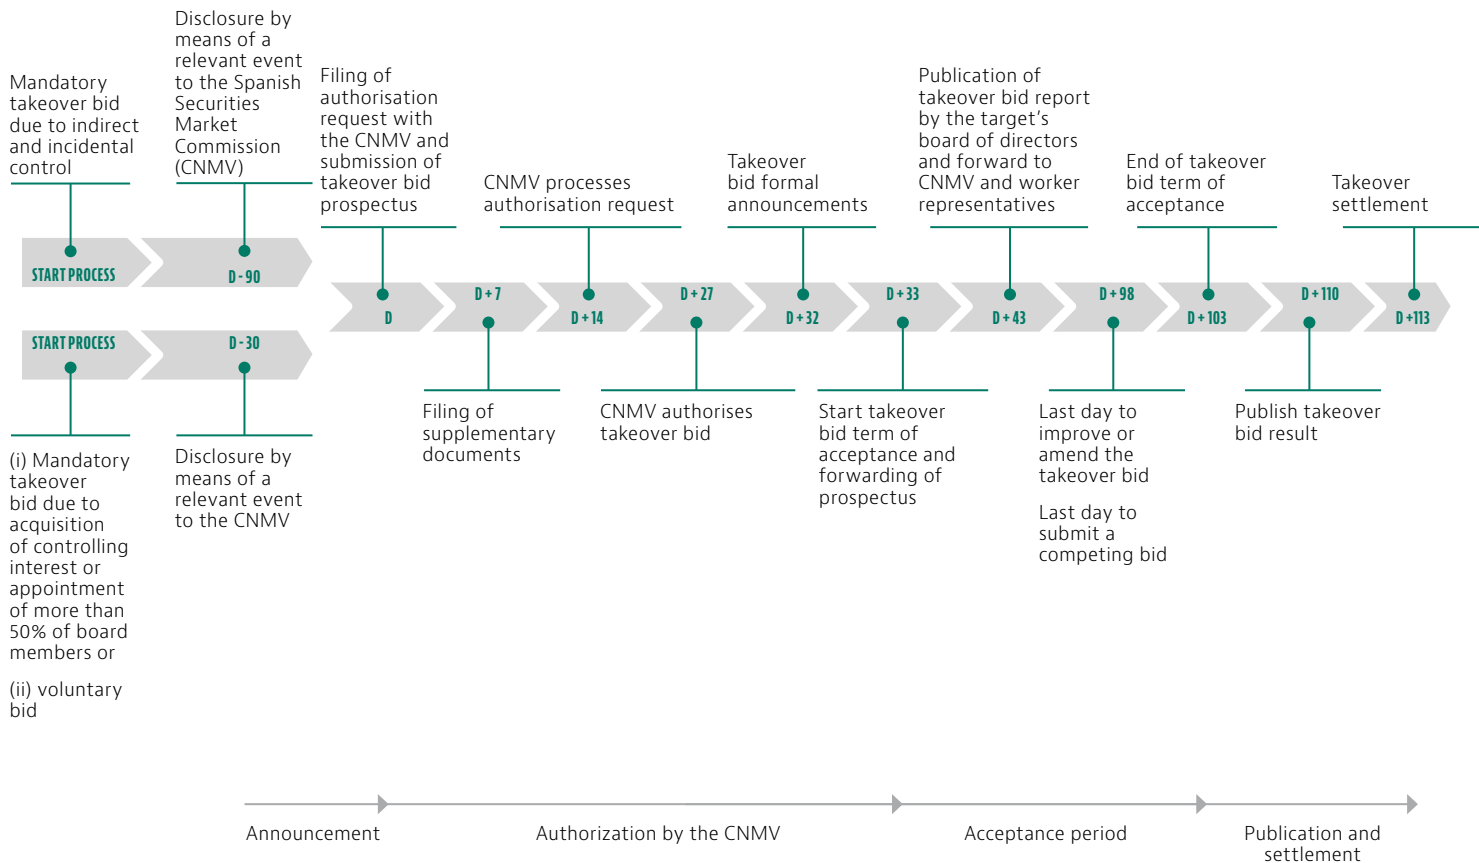 Mandatory
takeover bid
due to indirect
and incidental
control
Disclosure by
means of a
relevant event
to the Spanish
Securities
Market
Commission
(CNMV)
Filing of
authorisation
request with
the CNMV and
submission of
takeover bid
prospectus
CNMV processes
authorisation request
Takeover
bid formal
announcements
Publication of
takeover bid report
by the target's
board of directors
and forward to
CNMV and worker
representatives
End of takeover
bid term of
acceptance
Takeover
settlement
START PROCESS
D - 90
START PROCESS
D - 30
D
D + 7
D + 14
D + 27
D + 32
D + 33
D + 43
D + 98
D + 103
D + 110
D +113
(i) Mandatory
takeover
bid due to
acquisition
of controlling
interest or
appointment
of more than
50% of board
members or
(ii) voluntary
bid
Disclosure by
means of a
relevant event
to the CNMV
Filing of
supplementary
documents
CNMV authorises
takeover bid
Start takeover
bid term of
acceptance and
forwarding of
prospectus
Last day to
improve or
amend the
takeover bid
Last day to
submit a
competing bid
Publish takeover
bid result
Announcement
Authorization by the CNMV
Acceptance period
Publication and
settlement